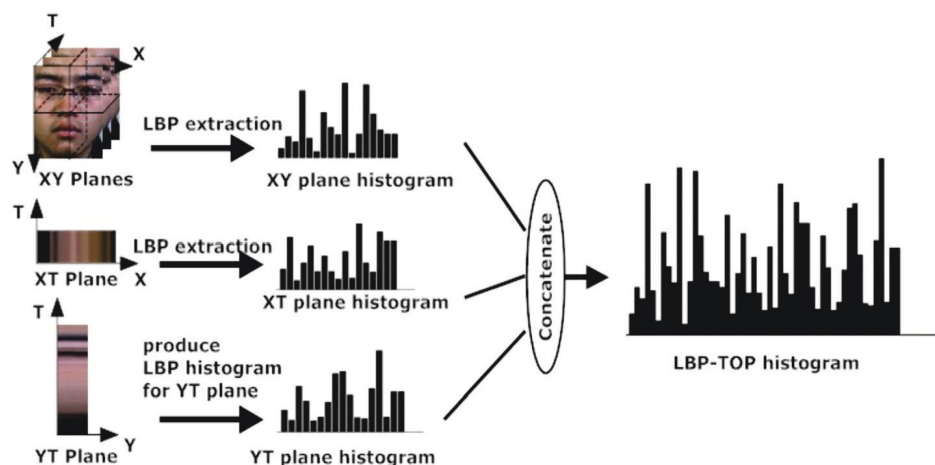 T
X
Y
XY Planes
LBP extraction
XY plane histogram
T
XT Plane
X
LBP extraction
XT plane histogram
T
YT Plane
Y
produce
LBP histogram
for YT plane
YT plane histogram
Concatenate
LBP-TOP histogram